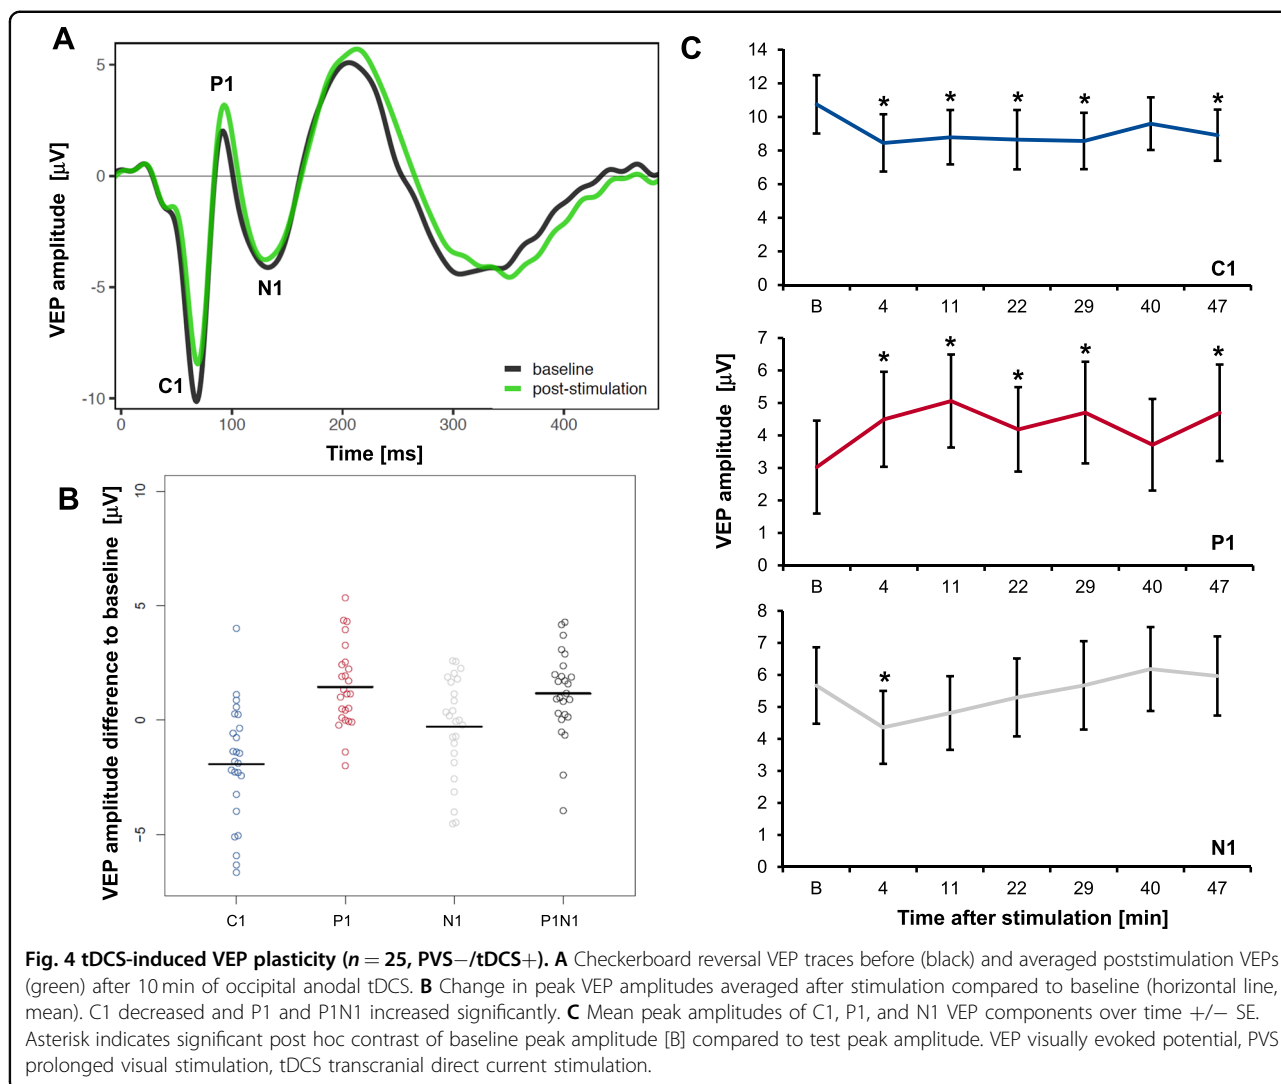 A
P1
N1
C1
VEP amplitude [μV]
5
0
-5
-10
baseline
post-stimulation
0 100 200 300 400
Time [ms]
B
VEP amplitude difference to baseline [μV]
10
5
0
-5
C1 P1 N1 P1N1
C
VEP amplitude [μV]
14
12
10
8
6
4
2
0
* * * * *
C1
B 4 11 22 29 40 47
7
6
5
4
3
2
1
0
* * * * *
P1
B 4 11 22 29 40 47
8
7
6
5
4
3
2
1
0
*
N1
B 4 11 22 29 40 47
Time after stimulation [min]
Fig. 4 tDCS-induced VEP plasticity (n = 25, PVS−/tDCS+). A Checkerboard reversal VEP traces before (black) and averaged poststimulation VEPs
(green) after 10 min of occipital anodal tDCS. B Change in peak VEP amplitudes averaged after stimulation compared to baseline (horizontal line,
mean). C1 decreased and P1 and P1N1 increased significantly. C Mean peak amplitudes of C1, P1, and N1 VEP components over time +/− SE.
Asterisk indicates significant post hoc contrast of baseline peak amplitude [B] compared to test peak amplitude. VEP visually evoked potential, PVS
prolonged visual stimulation, tDCS transcranial direct current stimulation.